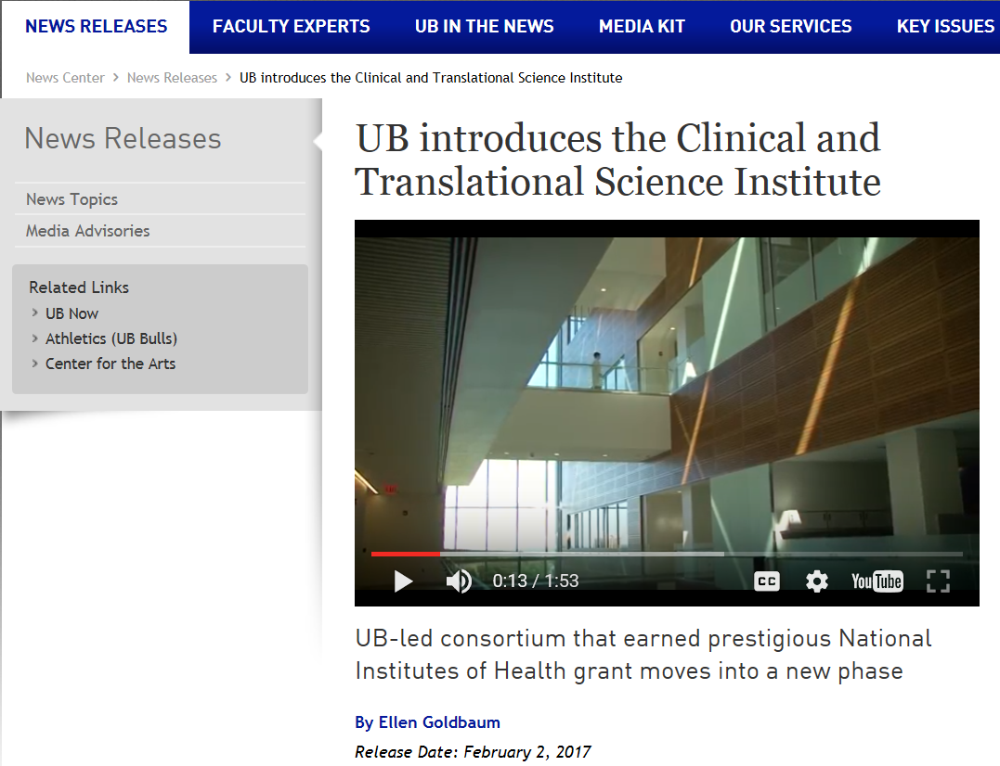 NEWS RELEASES FACULTY EXPERTS UB IN THE NEWS MEDIA KIT OUR SERVICES KEY ISSUES
News Center > News Releases > UB introduces the Clinical and Translational Science Institute
News Releases
News Topics
Media Advisories
Related Links
> UB Now
> Athletics (UB Bulls)
> Center for the Arts
UB introduces the Clinical and
Translational Science Institute
0:13 / 1:53 CC YouTube
UB-led consortium that earned prestigious National
Institutes of Health grant moves into a new phase
By Ellen Goldbaum
Release Date: February 2, 2017